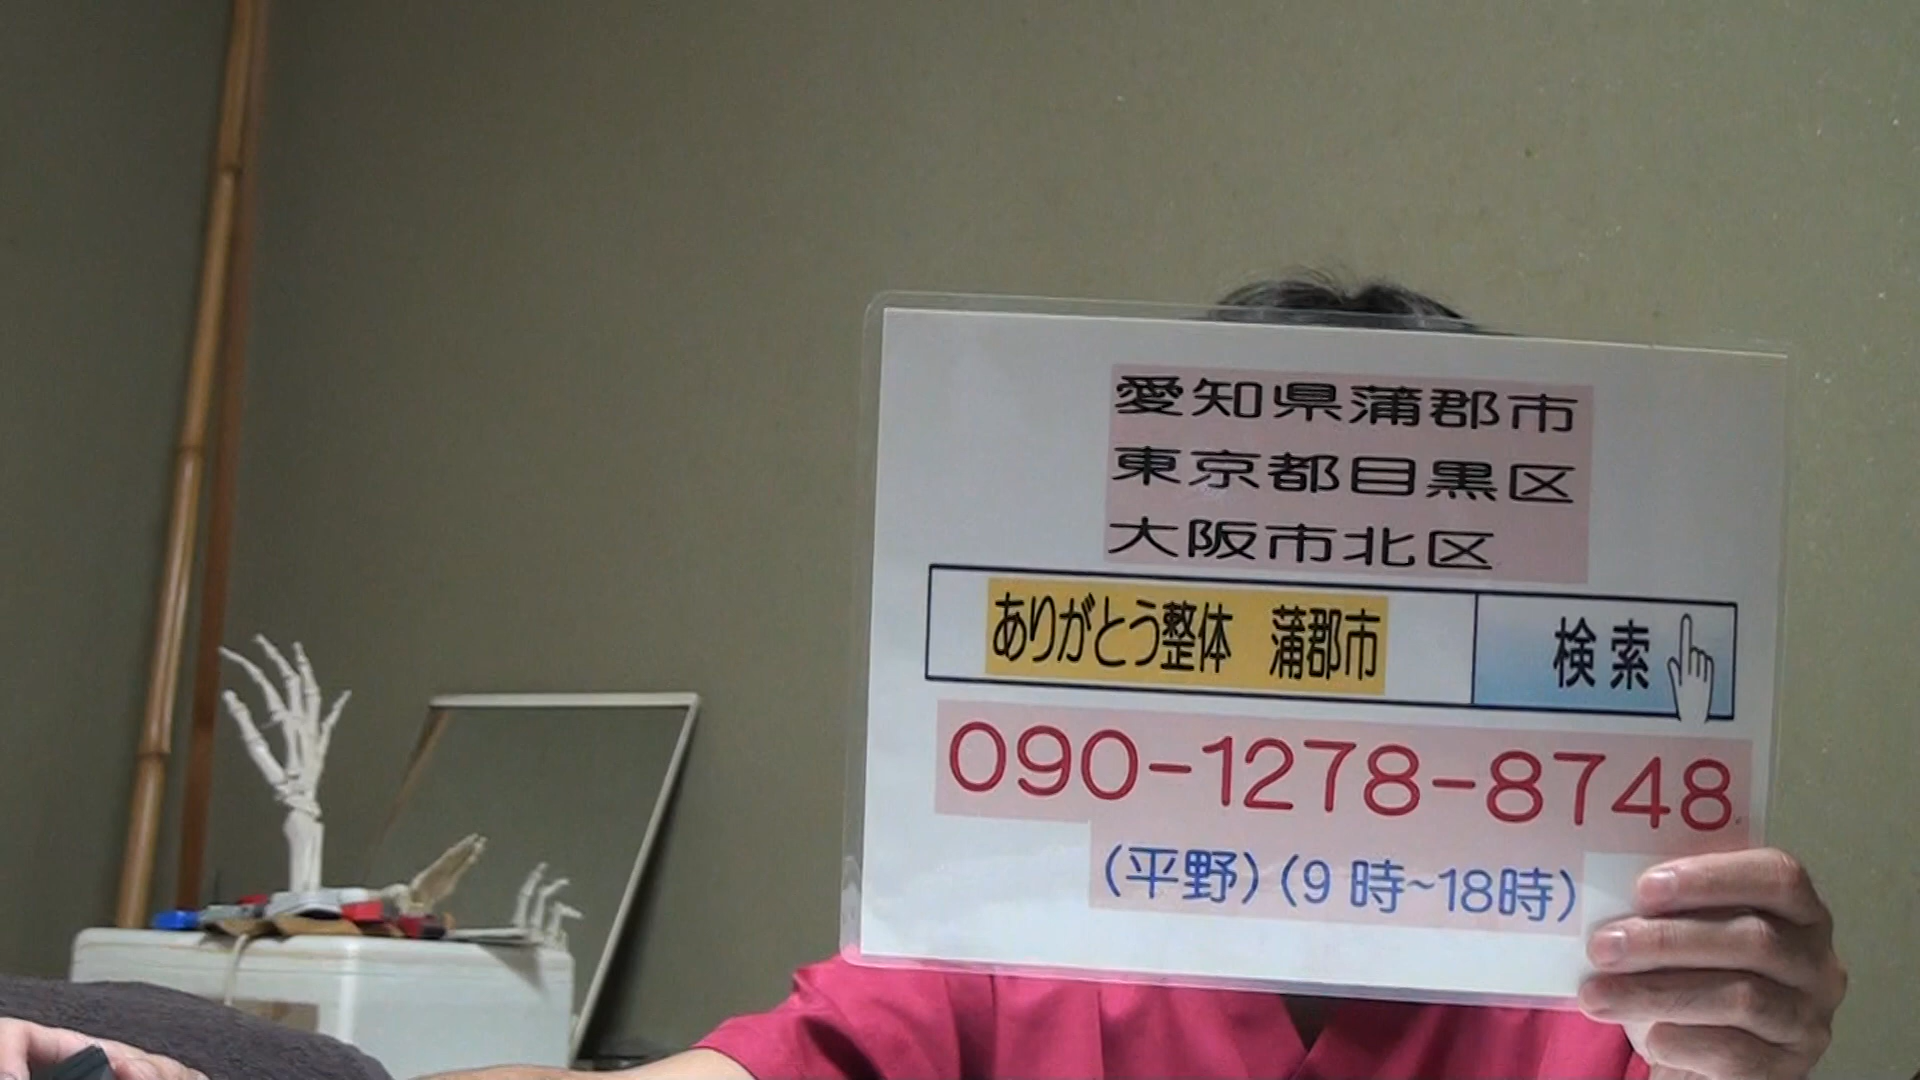 愛知県蒲郡市
東京都目黒区
大阪市北区
ありがとう整体 蒲郡市 検索
090-1278-8748
(平野)(9時~18時)